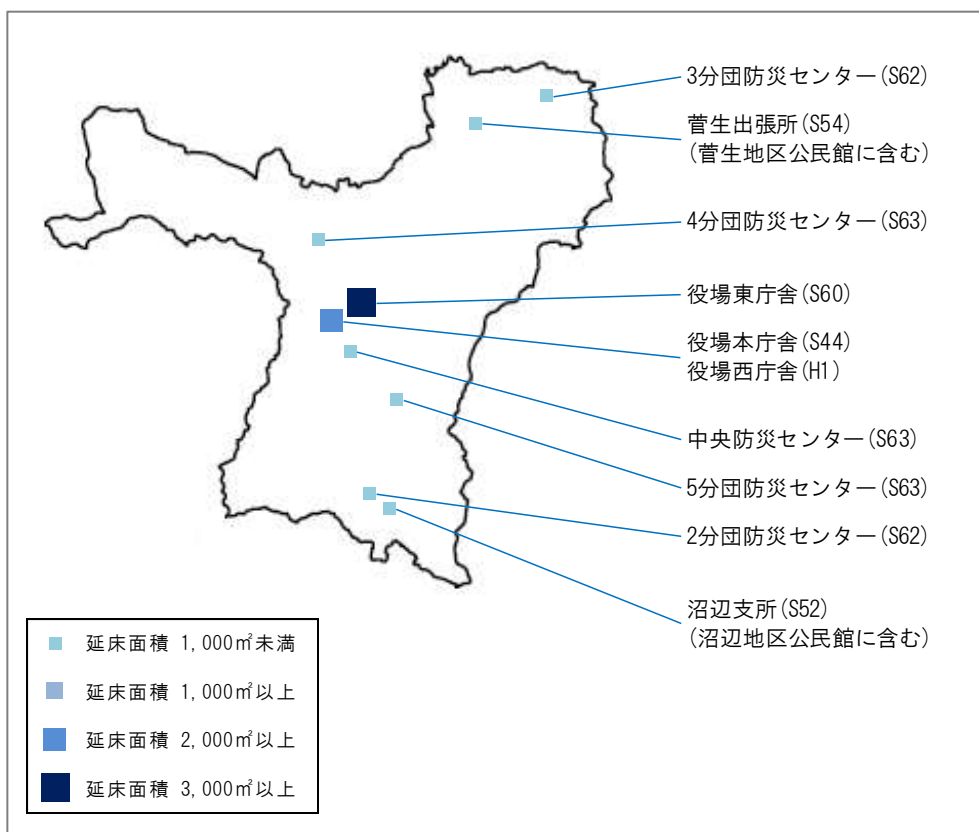 3分団防災センター(S62)
菅生出張所(S54)
(菅生地区公民館に含む)
4分団防災センター(S63)
役場東庁舎(S60)
役場本庁舎(S44)
役場西庁舎(H1)
中央防災センター(S63)
5分団防災センター(S63)
2分団防災センター(S62)
沼辺支所(S52)
(沼辺地区公民館に含む)
延床面積 1,000㎡未満
延床面積 1,000㎡以上
延床面積 2,000㎡以上
延床面積 3,000㎡以上